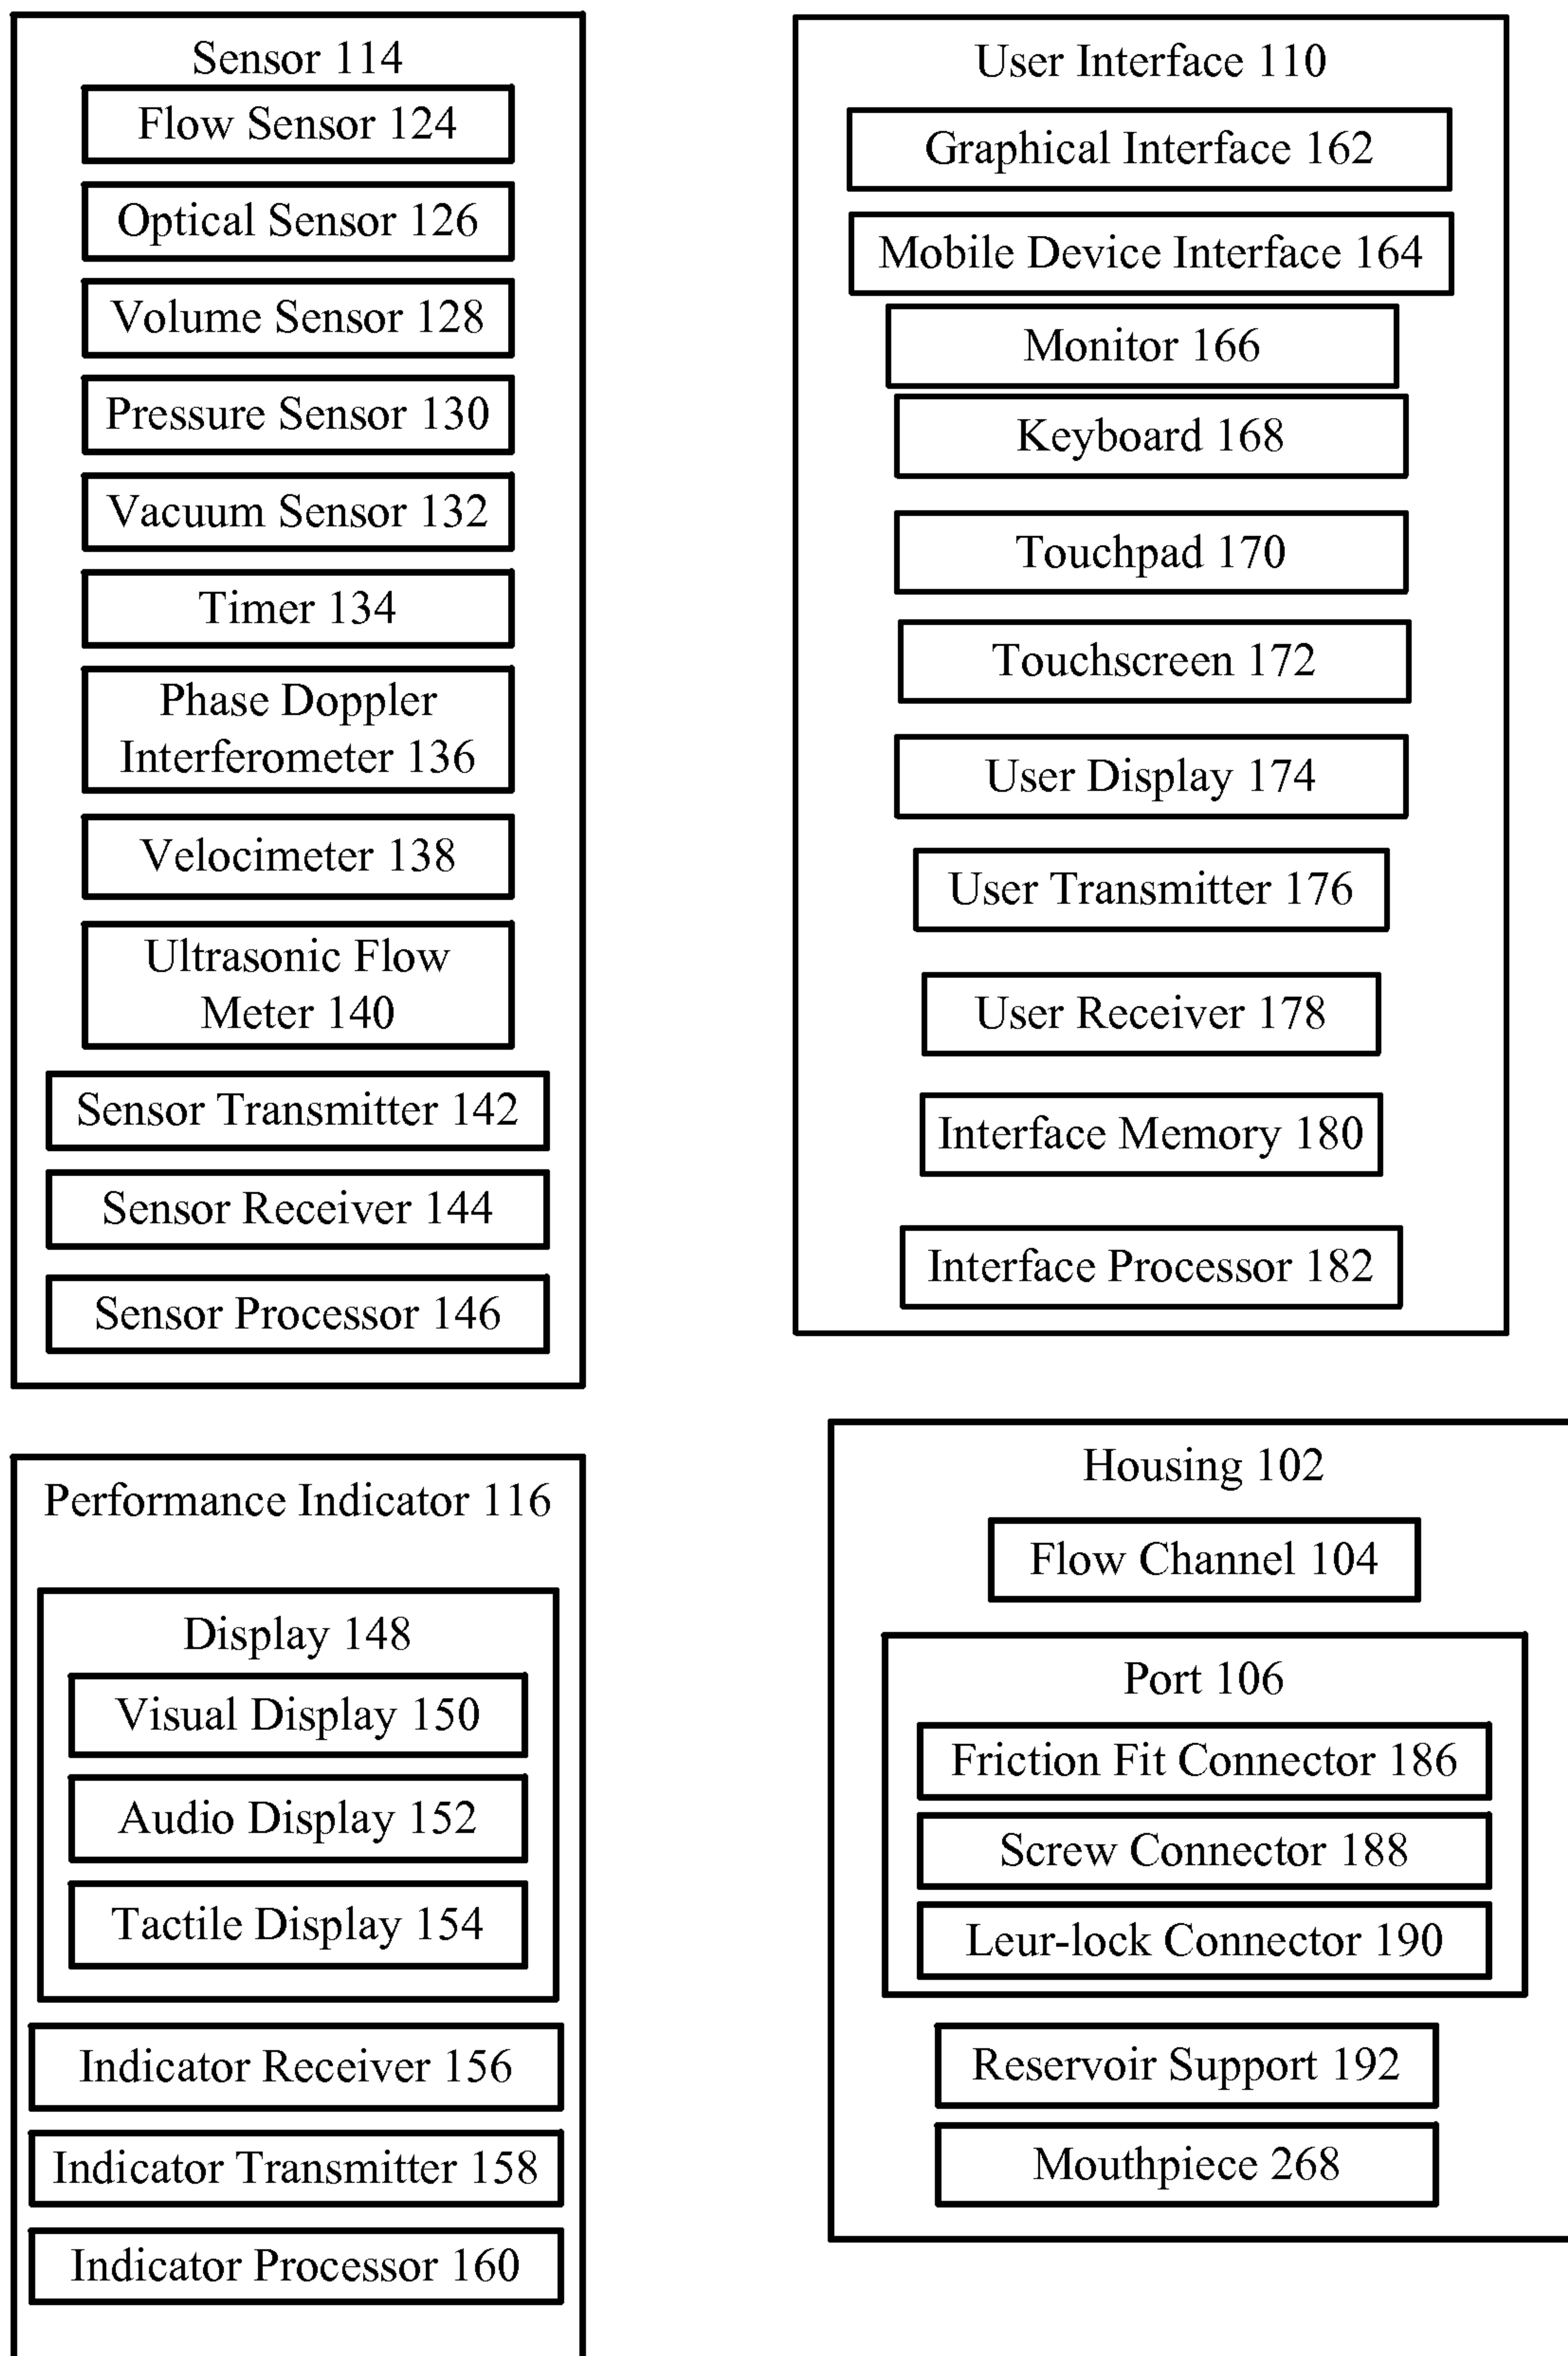 Sensor 114
Flow Sensor 124
Optical Sensor 126
Volume Sensor 128
Pressure Sensor 130
Vacuum Sensor 132
Timer 134
Phase Doppler
Interferometer 136
Velocimeter 138
Ultrasonic Flow
Meter 140
Sensor Transmitter 142
Sensor Receiver 144
Sensor Processor 146
User Interface 110
Graphical Interface 162
Mobile Device Interface 164
Monitor 166
Keyboard 168
Touchpad 170
Touchscreen 172
User Display 174
User Transmitter 176
User Receiver 178
Interface Memory 180
Interface Processor 182
Performance Indicator 116
Display 148
Visual Display 150
Audio Display 152
Tactile Display 154
Indicator Receiver 156
Indicator Transmitter 158
Indicator Processor 160
Housing 102
Flow Channel 104
Port 106
Friction Fit Connector 186
Screw Connector 188
Leur-lock Connector 190
Reservoir Support 192
Mouthpiece 268